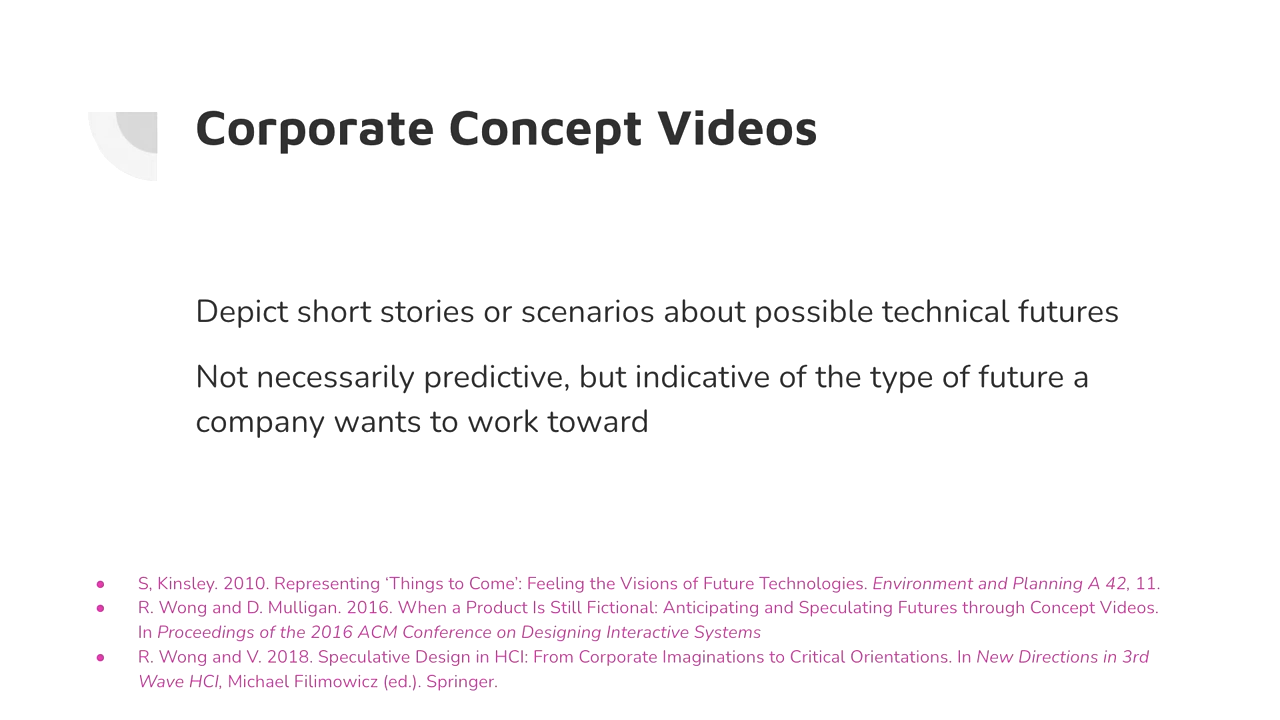 Corporate Concept Videos
Depict short stories or scenarios about possible technical futures
Not necessarily predictive, but indicative of the type of future a
company wants to work toward
● S, Kinsley. 2010. Representing ‘Things to Come’: Feeling the Visions of Future Technologies. Environment and Planning A 42, 11.
● R. Wong and D. Mulligan. 2016. When a Product Is Still Fictional: Anticipating and Speculating Futures through Concept Videos.
In Proceedings of the 2016 ACM Conference on Designing Interactive Systems
● R. Wong and V. 2018. Speculative Design in HCI: From Corporate Imaginations to Critical Orientations. In New Directions in 3rd
Wave HCI, Michael Filimowicz (ed.). Springer.